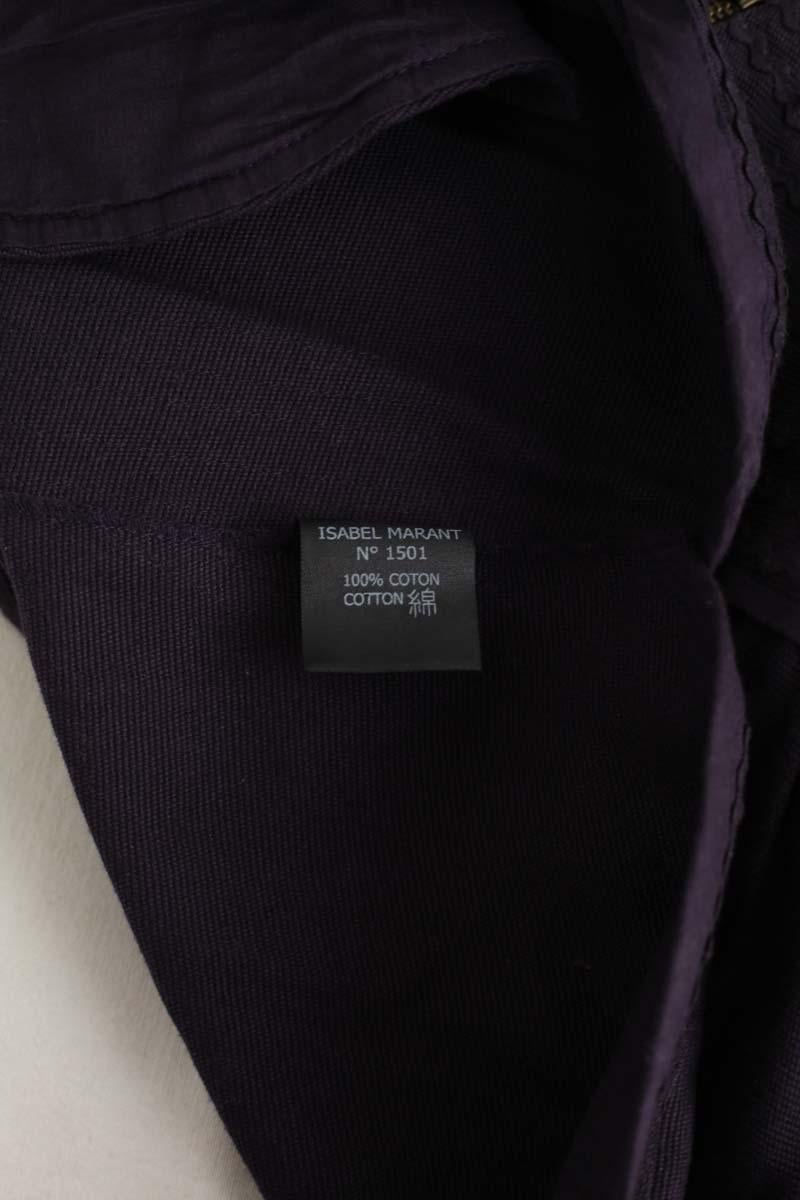 ISABEL MARANT
N° 1501
100% COTON
COTTON 綿